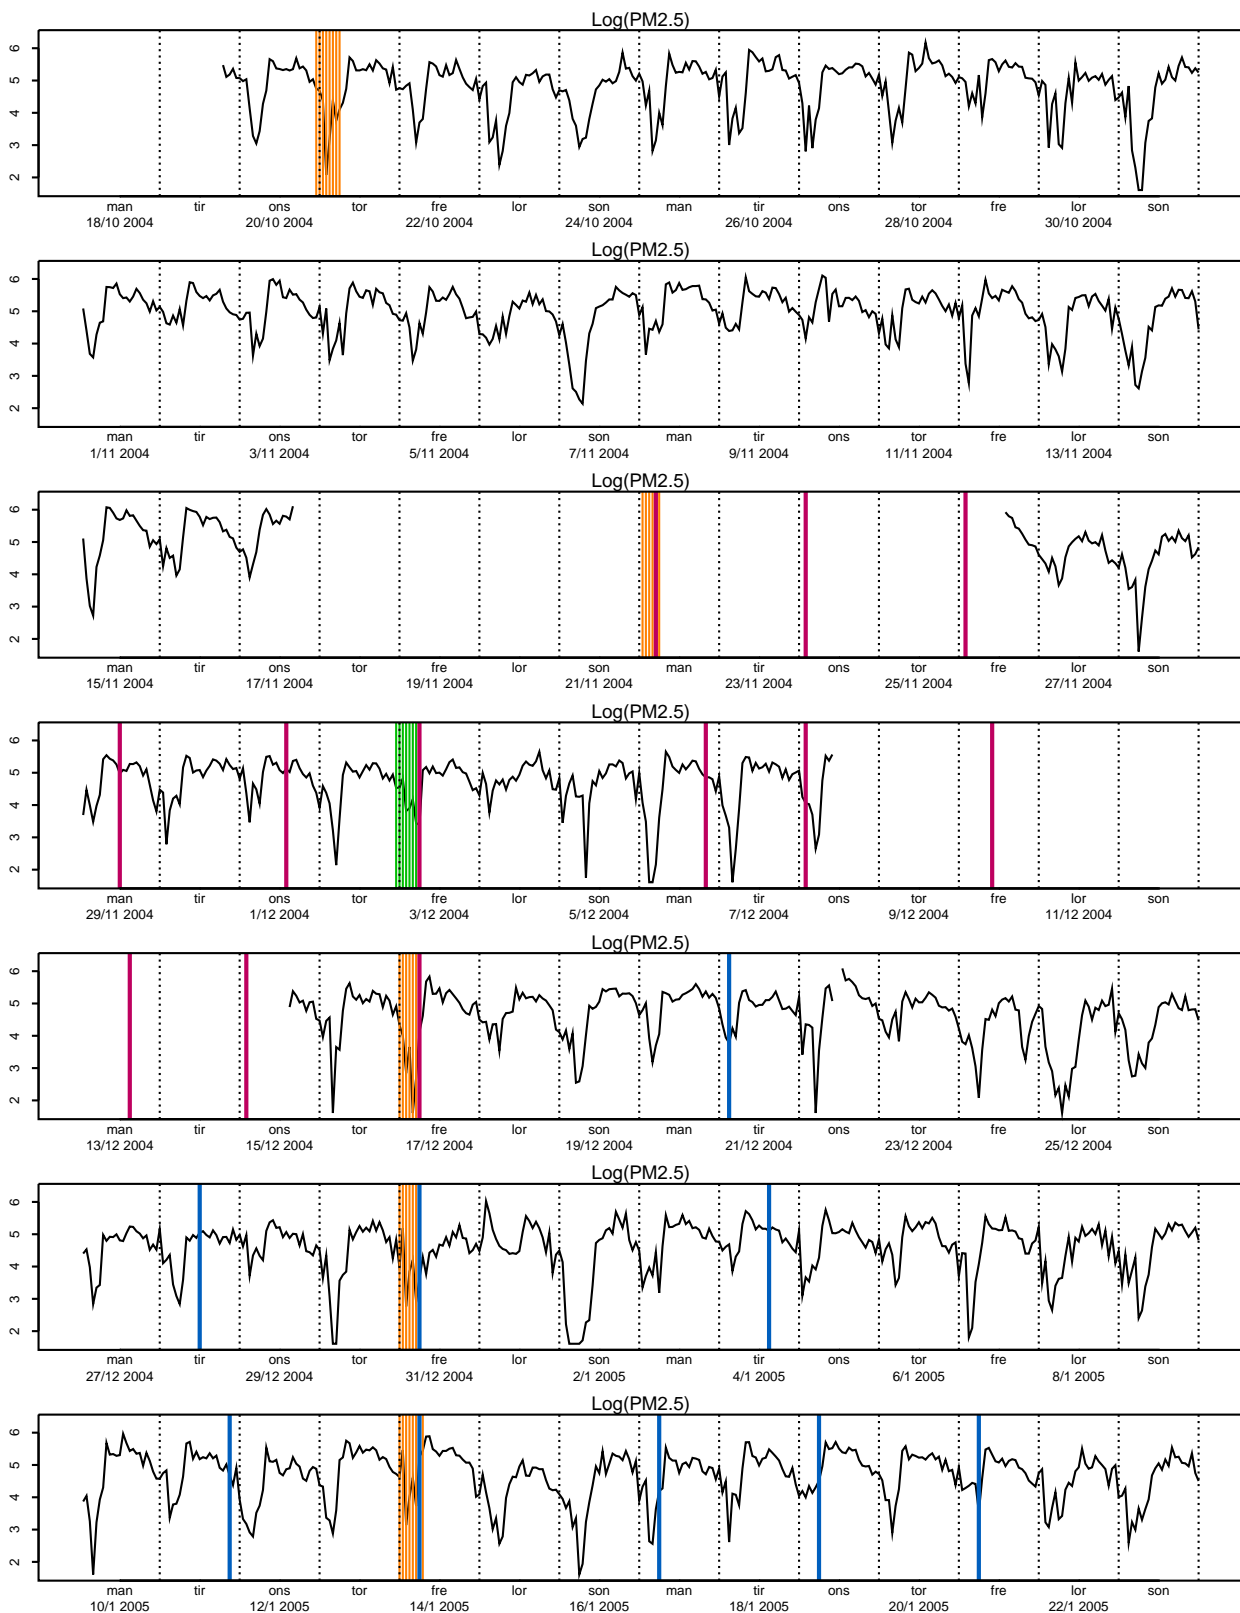 Log(PM2.5)
6
5
4
3
2
man tir ons tor fre lor son man tir ons tor fre lor son
18/10 2004 20/10 2004 22/10 2004 24/10 2004 26/10 2004 28/10 2004 30/10 2004
Log(PM2.5)
6
5
4
3
2
man tir ons tor fre lor son man tir ons tor fre lor son
1/11 2004 3/11 2004 5/11 2004 7/11 2004 9/11 2004 11/11 2004 13/11 2004
Log(PM2.5)
6
5
4
3
2
man tir ons tor fre lor son man tir ons tor fre lor son
15/11 2004 17/11 2004 19/11 2004 21/11 2004 23/11 2004 25/11 2004 27/11 2004
Log(PM2.5)
6
5
4
3
2
man tir ons tor fre lor son man tir ons tor fre lor son
29/11 2004 1/12 2004 3/12 2004 5/12 2004 7/12 2004 9/12 2004 11/12 2004
Log(PM2.5)
6
5
4
3
2
man tir ons tor fre lor son man tir ons tor fre lor son
13/12 2004 15/12 2004 17/12 2004 19/12 2004 21/12 2004 23/12 2004 25/12 2004
Log(PM2.5)
6
5
4
3
2
man tir ons tor fre lor son man tir ons tor fre lor son
27/12 2004 29/12 2004 31/12 2004 2/1 2005 4/1 2005 6/1 2005 8/1 2005
Log(PM2.5)
6
5
4
3
2
man tir ons tor fre lor son man tir ons tor fre lor son
10/1 2005 12/1 2005 14/1 2005 16/1 2005 18/1 2005 20/1 2005 22/1 2005